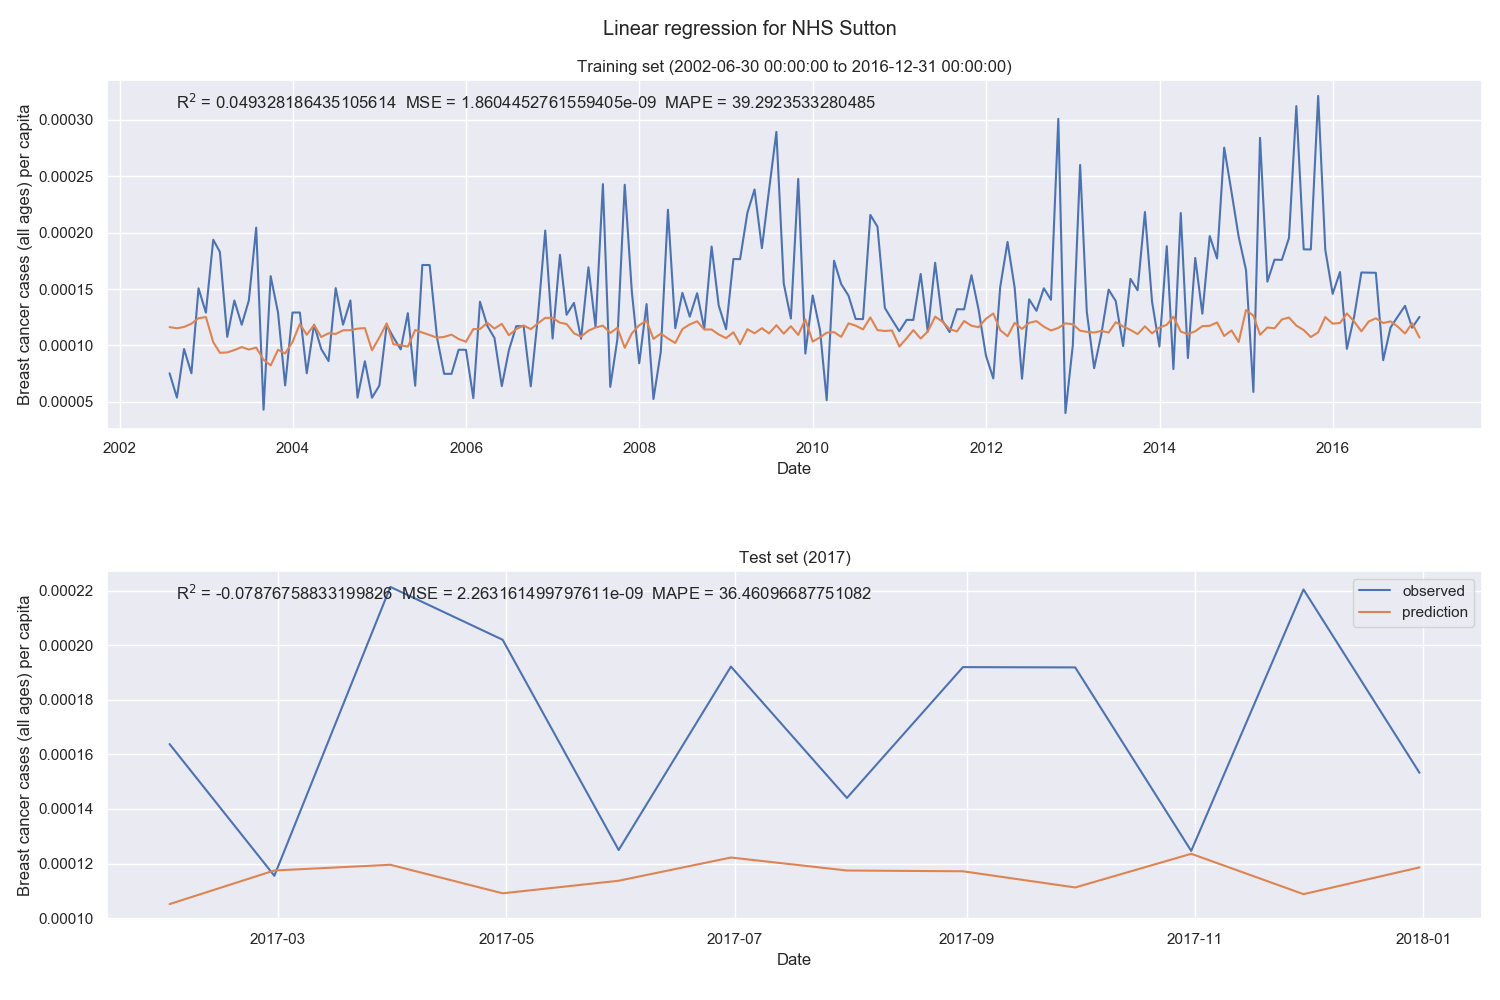 Linear regression for NHS Sutton
Training set (2002-06-30 00:00:00 to 2016-12-31 00:00:00)
R² = 0.049328186435105614 MSE = 1.8604452761559405e-09 MAPE = 39.2923533280485
Breast cancer cases (all ages) per capita
0.00030
0.00025
0.00020
0.00015
0.00010
0.00005
2002 2004 2006 2008 2010 2012 2014 2016
Date
Test set (2017)
R² = -0.07876758833199826 MSE = 2.263161499797611e-09 MAPE = 36.46096687751082
observed
prediction
Breast cancer cases (all ages) per capita
0.00022
0.00020
0.00018
0.00016
0.00014
0.00012
0.00010
2017-03 2017-05 2017-07 2017-09 2017-11 2018-01
Date